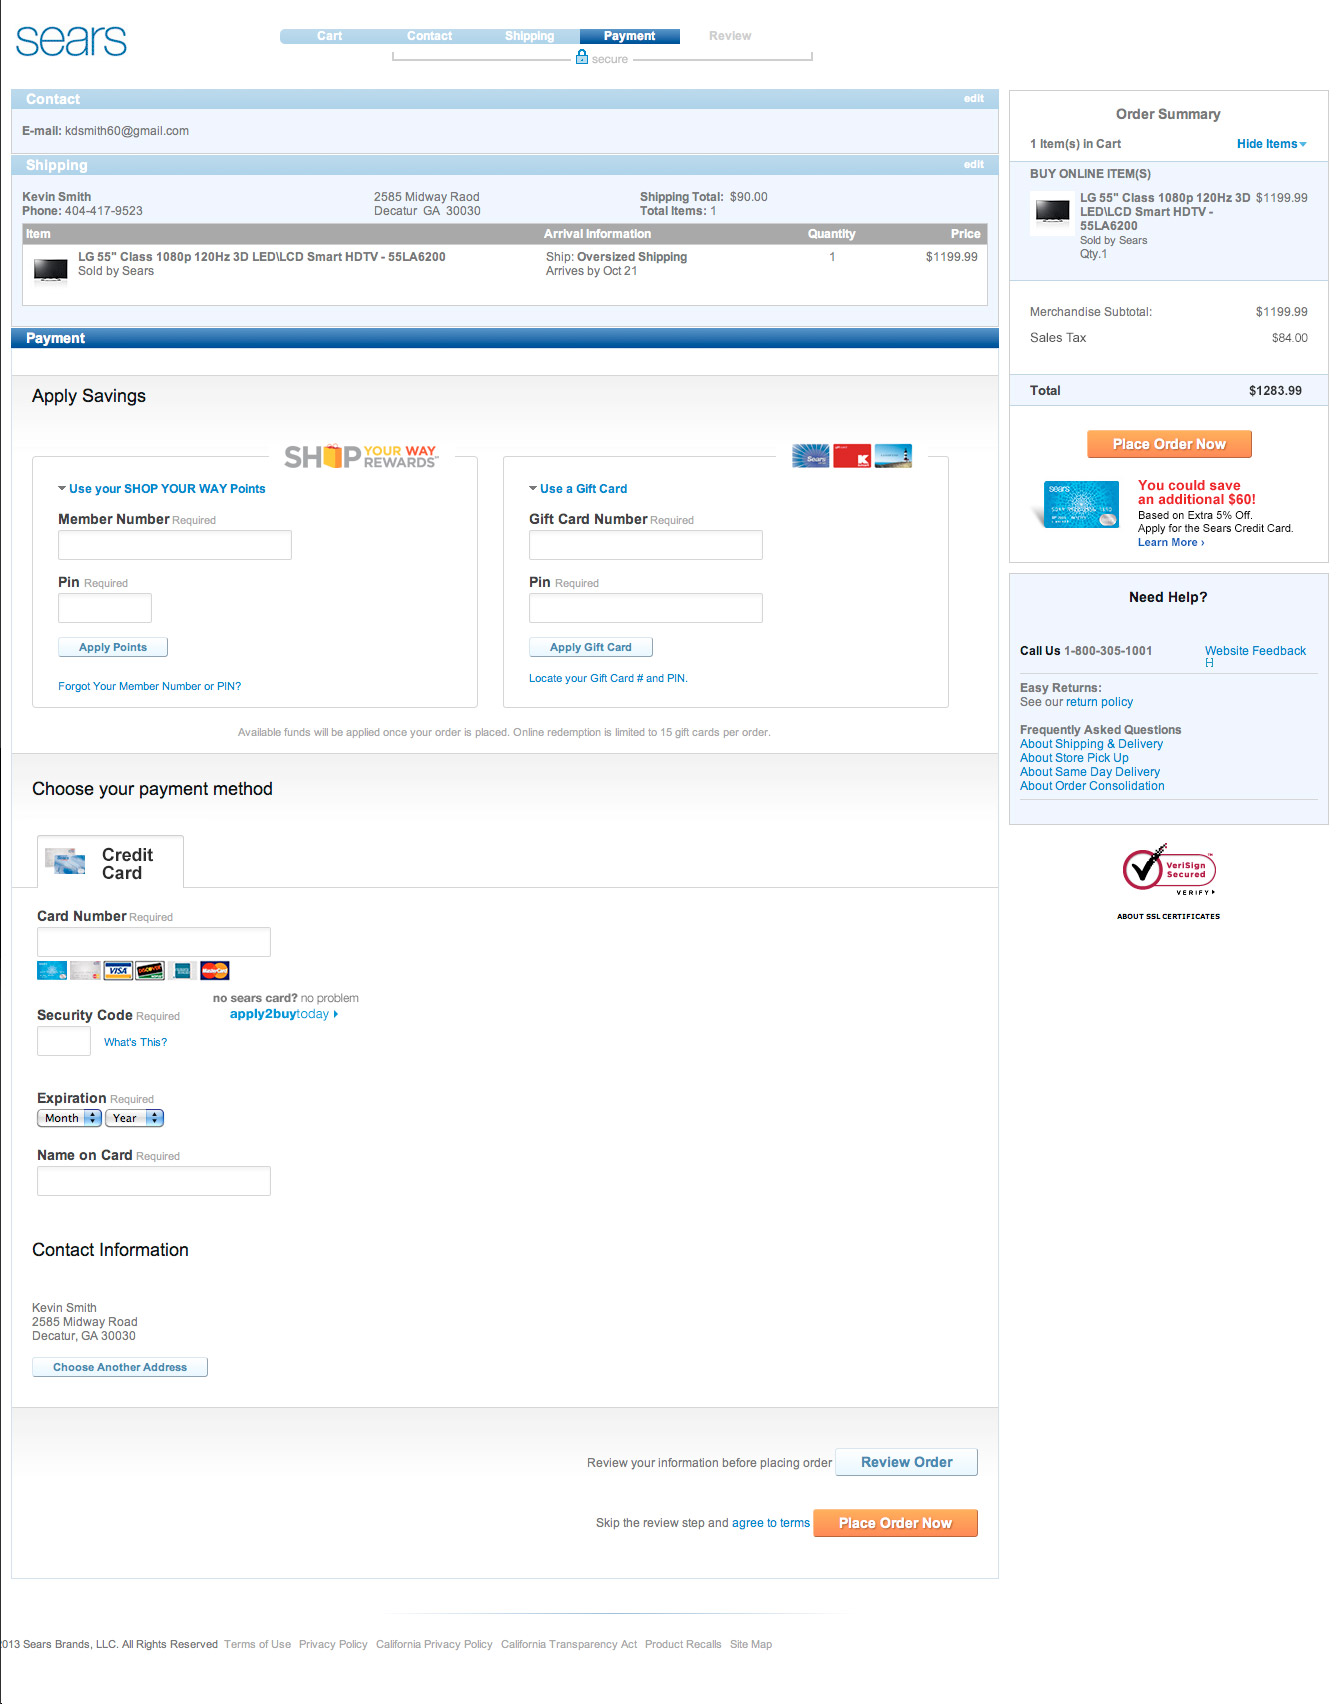 sears
Cart Contact Shipping Payment Review
secure
Contact edit
E-mail: kdsmith60@gmail.com
Shipping edit
Kevin Smith 2585 Midway Raod Shipping Total: $90.00
Phone: 404-417-9523 Decatur GA 30030 Total Items: 1
Item Arrival Information Quantity Price
LG 55" Class 1080p 120Hz 3D LED\LCD Smart HDTV - 55LA6200 Ship: Oversized Shipping 1 $1199.99
Sold by Sears Arrives by Oct 21
Payment
Apply Savings
SHOP YOUR WAY REWARDS
Use your SHOP YOUR WAY Points
Member Number Required
Pin Required
Apply Points
Forgot Your Member Number or PIN?
Sears
K
Use a Gift Card
Gift Card Number Required
Pin Required
Apply Gift Card
Locate your Gift Card # and PIN.
Available funds will be applied once your order is placed. Online redemption is limited to 15 gift cards per order.
Choose your payment method
Credit
Card
Card Number Required
VISA DISCOVER MasterCard
no sears card? no problem
apply2buytoday
Security Code Required
What's This?
Expiration Required
Month Year
Name on Card Required
Contact Information
Kevin Smith
2585 Midway Road
Decatur, GA 30030
Choose Another Address
Review your information before placing order Review Order
Skip the review step and agree to terms Place Order Now
Order Summary
1 Item(s) in Cart Hide Items
BUY ONLINE ITEM(S)
LG 55" Class 1080p 120Hz 3D $1199.99
LED\LCD Smart HDTV -
55LA6200
Sold by Sears
Qty.1
Merchandise Subtotal: $1199.99
Sales Tax $84.00
Total $1283.99
Place Order Now
sears
You could save
an additional $60!
Based on Extra 5% Off.
Apply for the Sears Credit Card.
Learn More ›
Need Help?
Call Us 1-800-305-1001 Website Feedback
[-]
Easy Returns:
See our return policy
Frequently Asked Questions
About Shipping & Delivery
About Store Pick Up
About Same Day Delivery
About Order Consolidation
VeriSign
Secured
VERIFY
ABOUT SSL CERTIFICATES
013 Sears Brands, LLC. All Rights Reserved Terms of Use Privacy Policy California Privacy Policy California Transparency Act Product Recalls Site Map